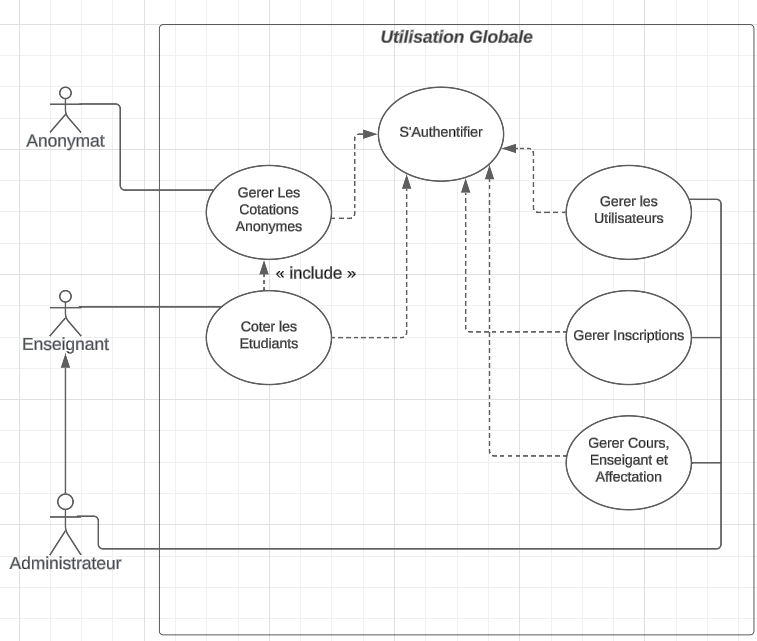 Utilisation Globale
Anonymat
S'Authentifier
Gerer Les
Cotations
Anonymes
Gerer les
Utilisateurs
« include »
Enseignant
Coter les
Etudiants
Gerer Inscriptions
Gerer Cours,
Enseigant et
Affectation
Administrateur